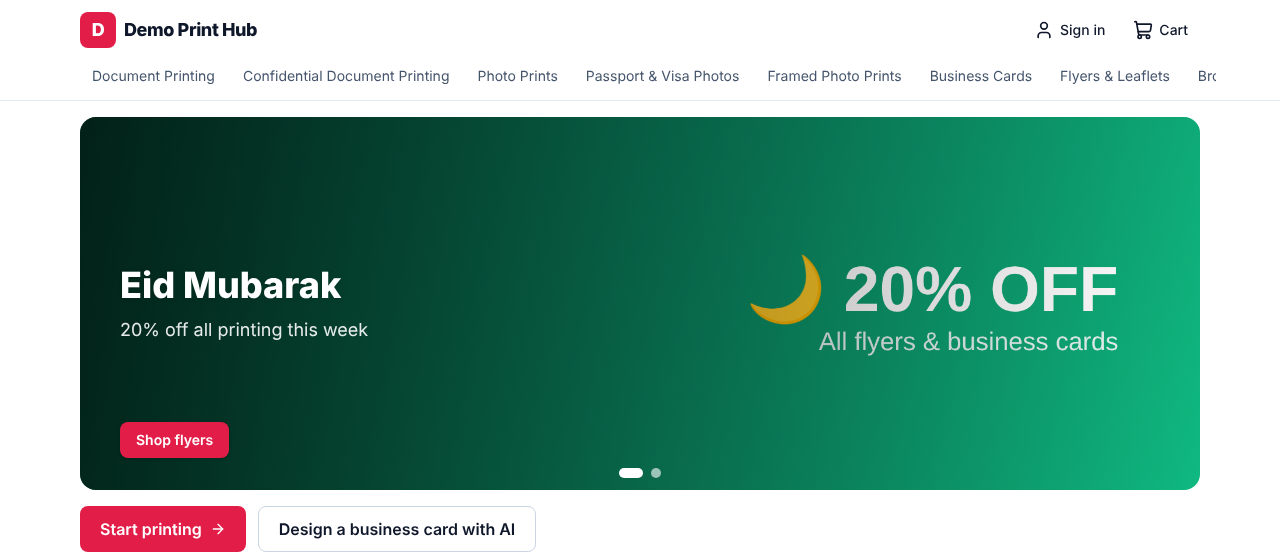 D Demo Print Hub
Sign in
Cart
Document Printing
Confidential Document Printing
Photo Prints
Passport & Visa Photos
Framed Photo Prints
Business Cards
Flyers & Leaflets
Eid Mubarak
20% off all printing this week
20% OFF
All flyers & business cards
Shop flyers
Start printing →
Design a business card with AI